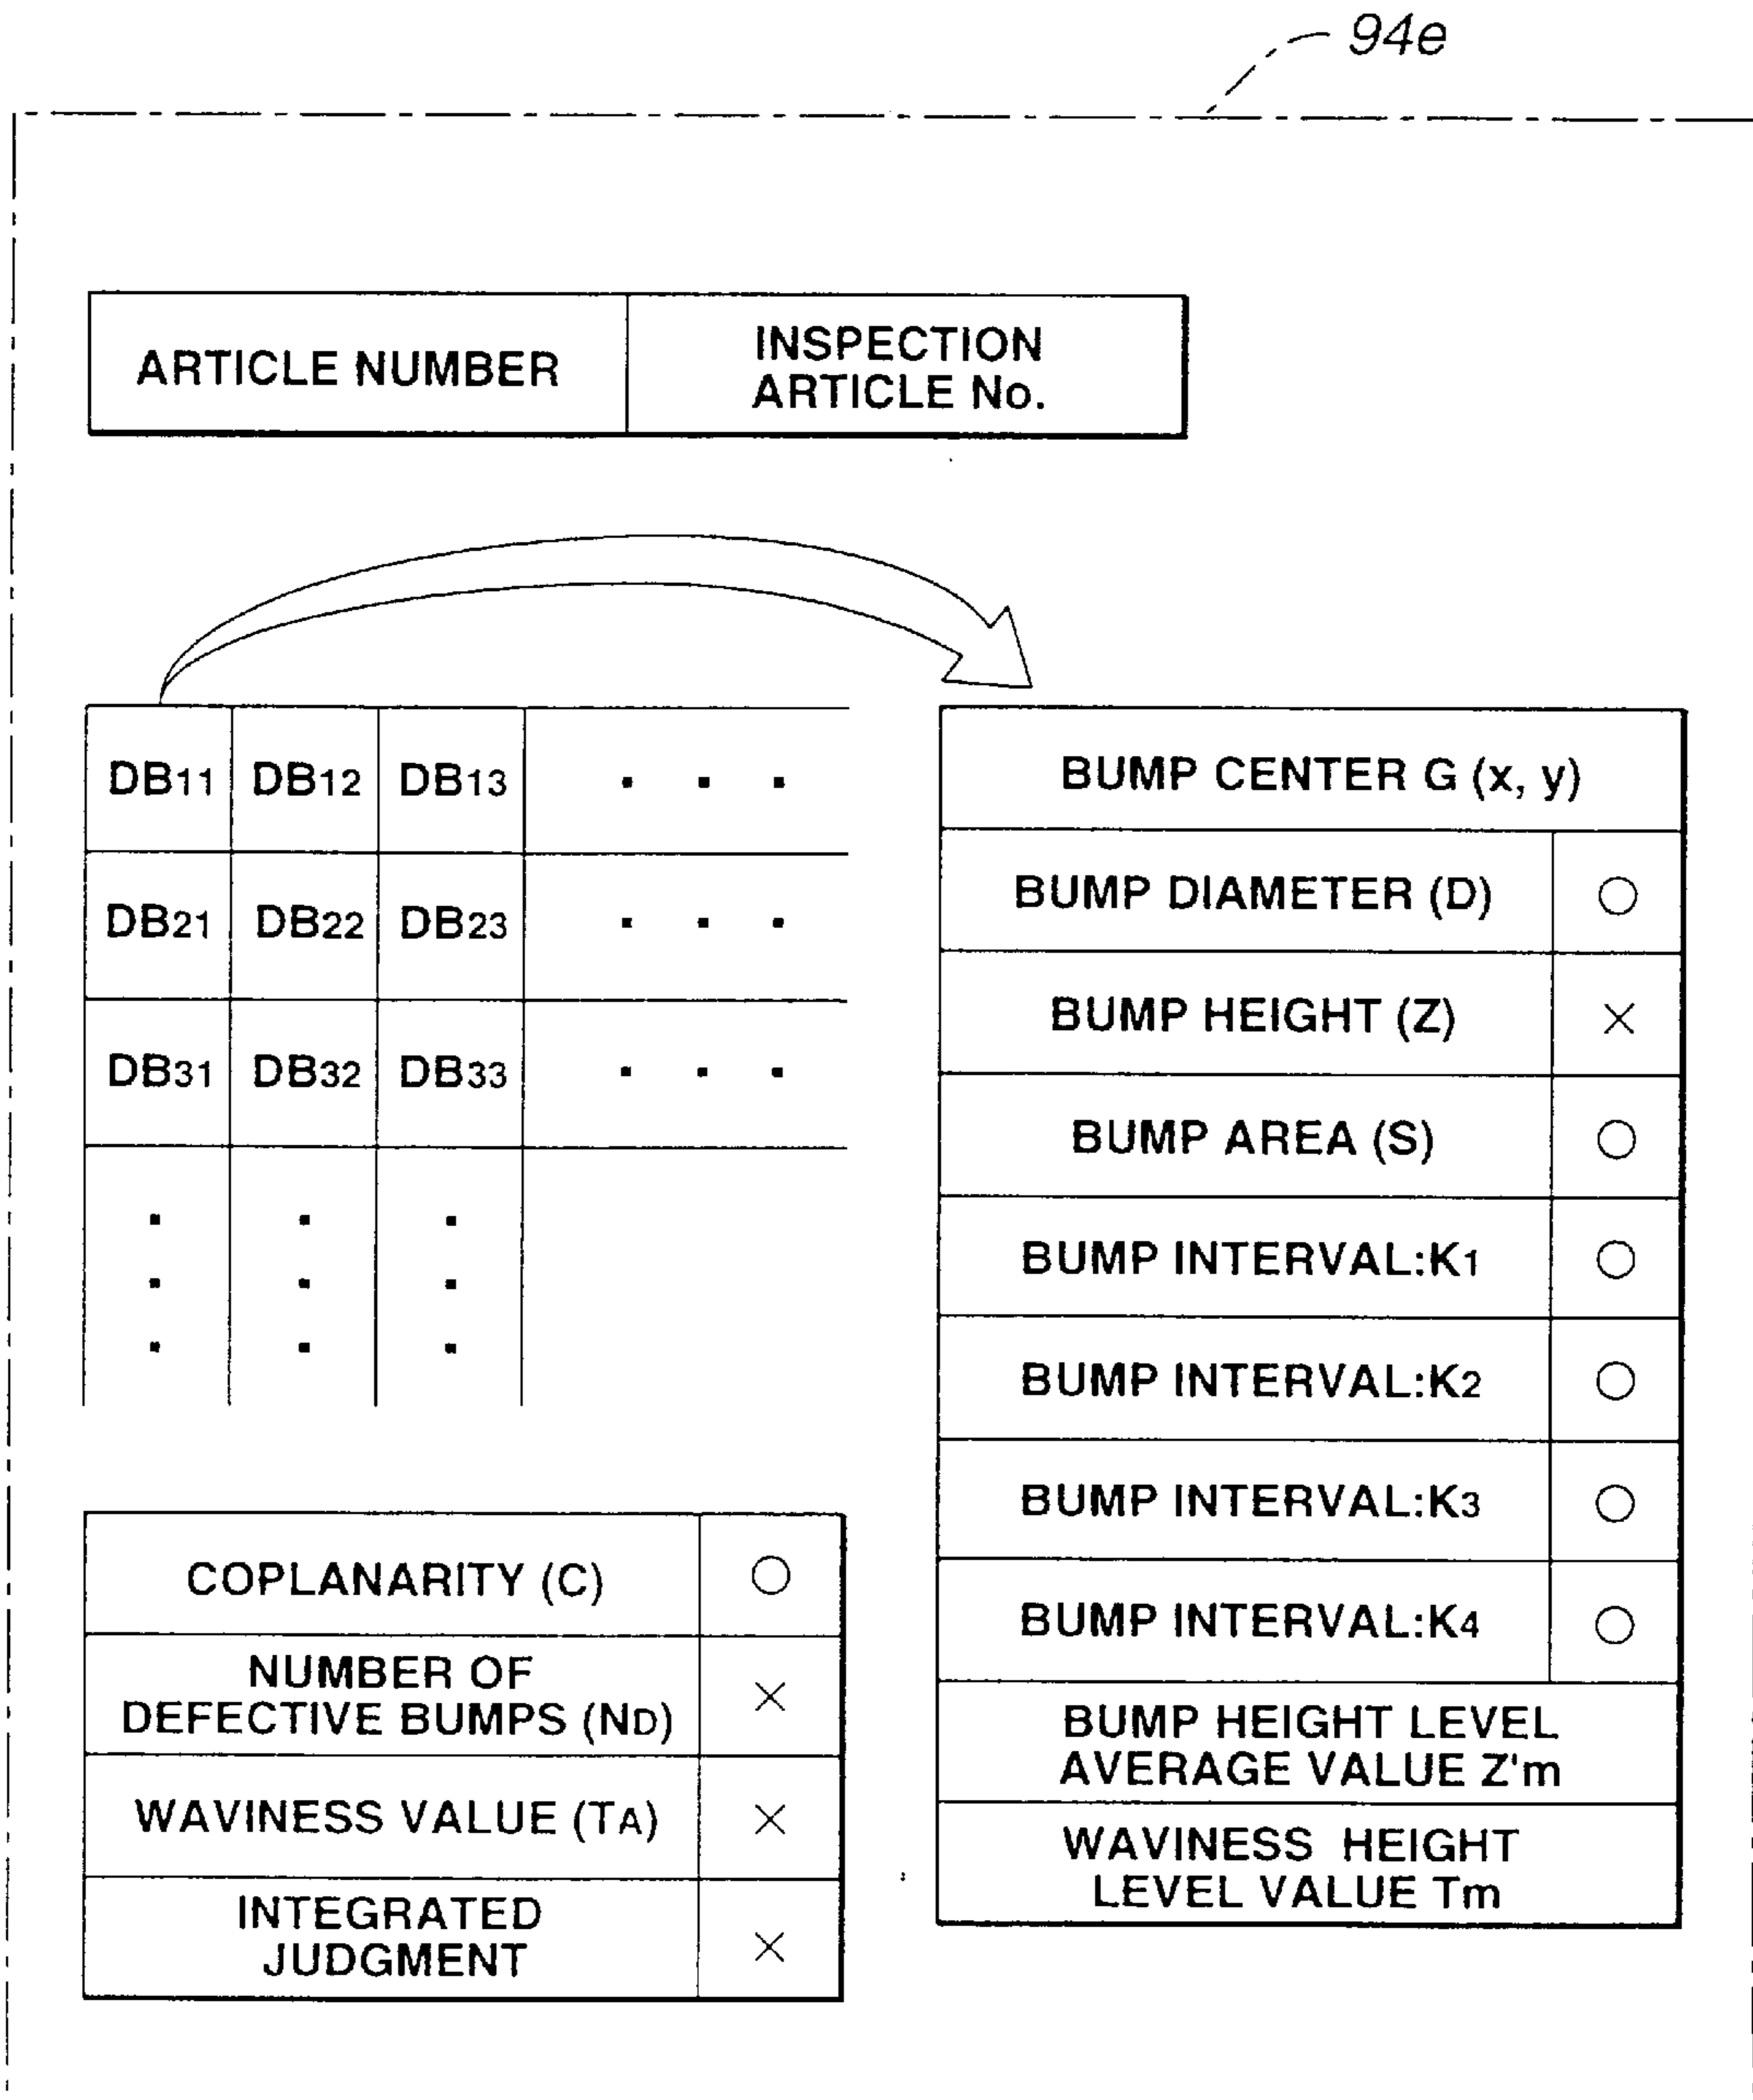 94e
ARTICLE NUMBER
INSPECTION
ARTICLE No.
DB11 DB12 DB13 . . .
DB21 DB22 DB23 . . .
DB31 DB32 DB33 . . .
BUMP CENTER G (x, y)
BUMP DIAMETER (D) ○
BUMP HEIGHT (Z) ×
BUMP AREA (S) ○
BUMP INTERVAL:K1 ○
BUMP INTERVAL:K2 ○
BUMP INTERVAL:K3 ○
BUMP INTERVAL:K4 ○
BUMP HEIGHT LEVEL
AVERAGE VALUE Z'm
WAVINESS HEIGHT
LEVEL VALUE Tm
COPLANARITY (C) ○
NUMBER OF
DEFECTIVE BUMPS (ND) ×
WAVINESS VALUE (TA) ×
INTEGRATED
JUDGMENT ×